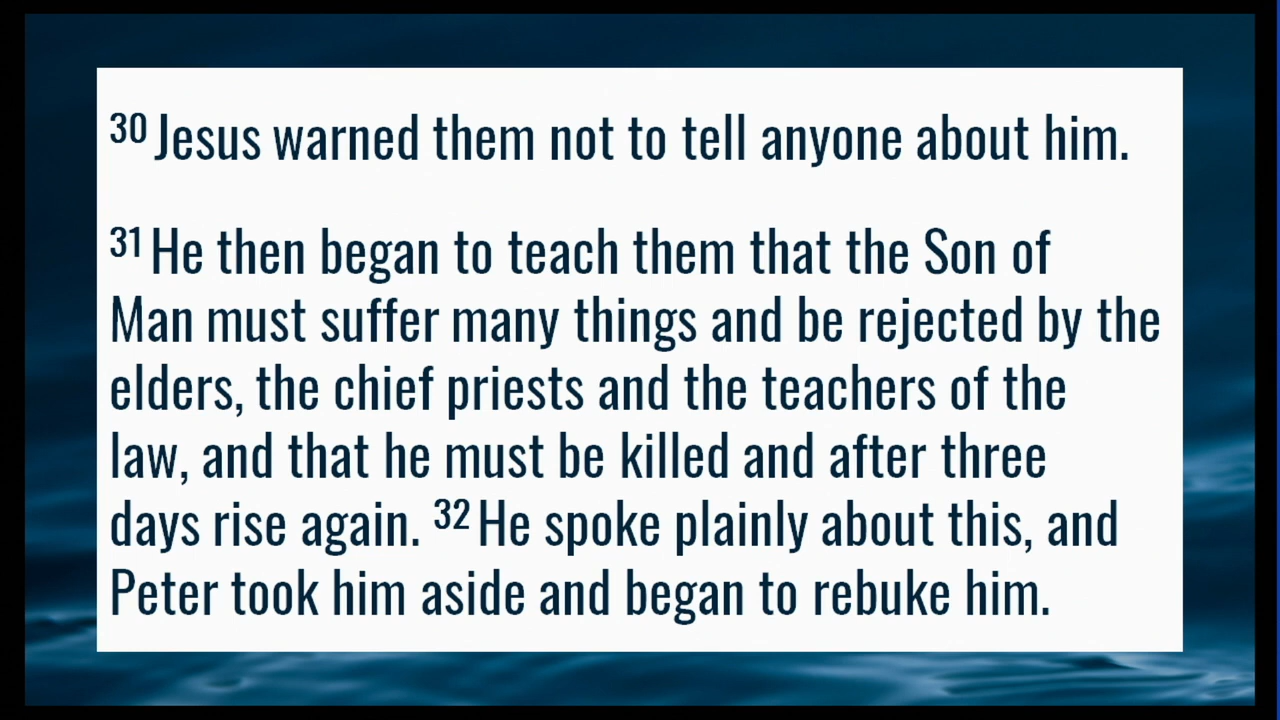 30 Jesus warned them not to tell anyone about him.
31 He then began to teach them that the Son of
Man must suffer many things and be rejected by the
elders, the chief priests and the teachers of the
law, and that he must be killed and after three
days rise again. 32 He spoke plainly about this, and
Peter took him aside and began to rebuke him.